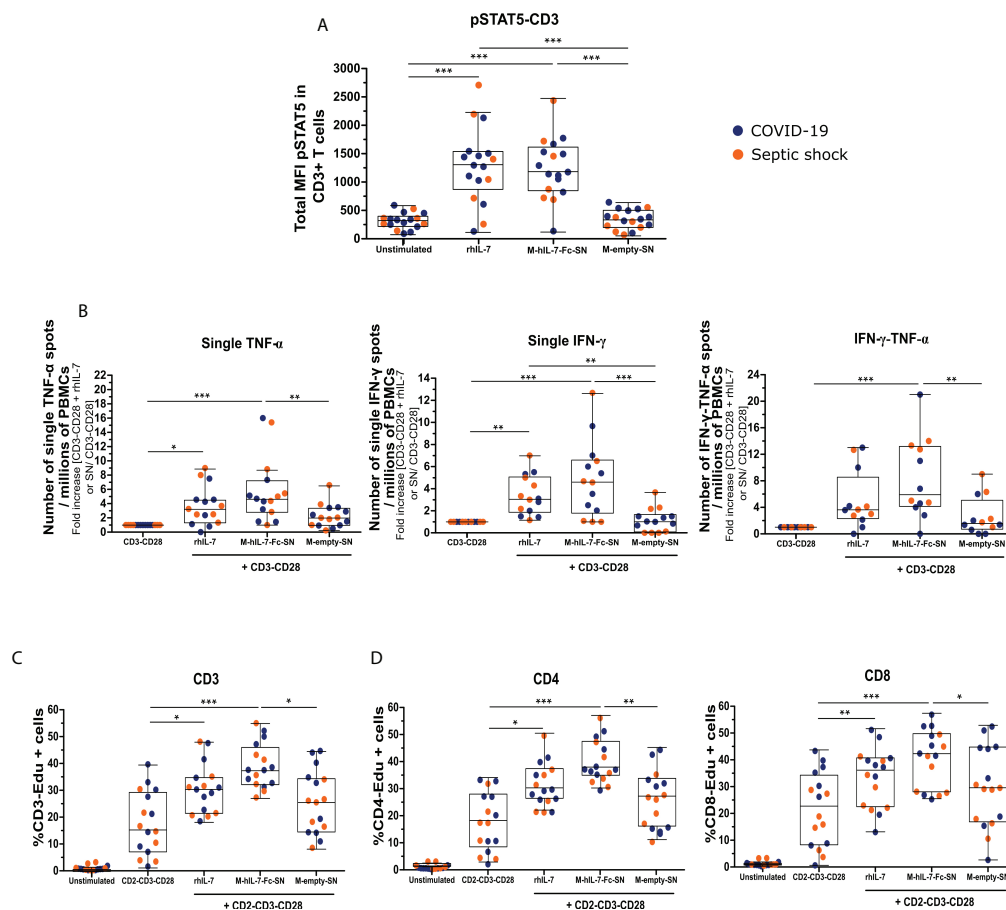 A
pSTAT5-CD3
***
***
***
***
Total MFI pSTAT5 in
CD3+ T cells
3000
2500
2000
1500
1000
500
0
Unstimulated rhIL-7 M-hIL-7-Fc-SN M-empty-SN
COVID-19
Septic shock
B
Single TNF-α
Number of single TNF-α spots
/ millions of PBMCs
Fold increase [CD3-CD28 + rhIL-7
or SN/ CD3-CD28]
22
20
18
16
14
12
10
8
6
4
2
0
***
**
*
CD3-CD28 rhIL-7 M-hIL-7-Fc-SN M-empty-SN
+ CD3-CD28
Single IFN-γ
Number of single IFN-γ spots
/ millions of PBMCs
Fold increase [CD3-CD28 + rhIL-7
or SN/ CD3-CD28]
14
12
10
8
6
4
2
0
**
***
***
**
CD3-CD28 rhIL-7 M-hIL-7-Fc-SN M-empty-SN
+ CD3-CD28
IFN-γ-TNF-α
Number of IFN-γ-TNF-α spots
/ millions of PBMCs
Fold increase [CD3-CD28 + rhIL-7
or SN/ CD3-CD28]
24
22
20
18
16
14
12
10
8
6
4
2
0
***
**
CD3-CD28 rhIL-7 M-hIL-7-Fc-SN M-empty-SN
+ CD3-CD28
C
CD3
%CD3-Edu + cells
60
50
40
30
20
10
0
***
*
*
Unstimulated CD2-CD3-CD28 rhIL-7 M-hIL-7-Fc-SN M-empty-SN
+ CD2-CD3-CD28
D
CD4
%CD4-Edu + cells
60
50
40
30
20
10
0
***
**
*
Unstimulated CD2-CD3-CD28 rhIL-7 M-hIL-7-Fc-SN M-empty-SN
+ CD2-CD3-CD28
CD8
%CD8-Edu + cells
60
50
40
30
20
10
0
***
*
**
Unstimulated CD2-CD3-CD28 rhIL-7 M-hIL-7-Fc-SN M-empty-SN
+ CD2-CD3-CD28